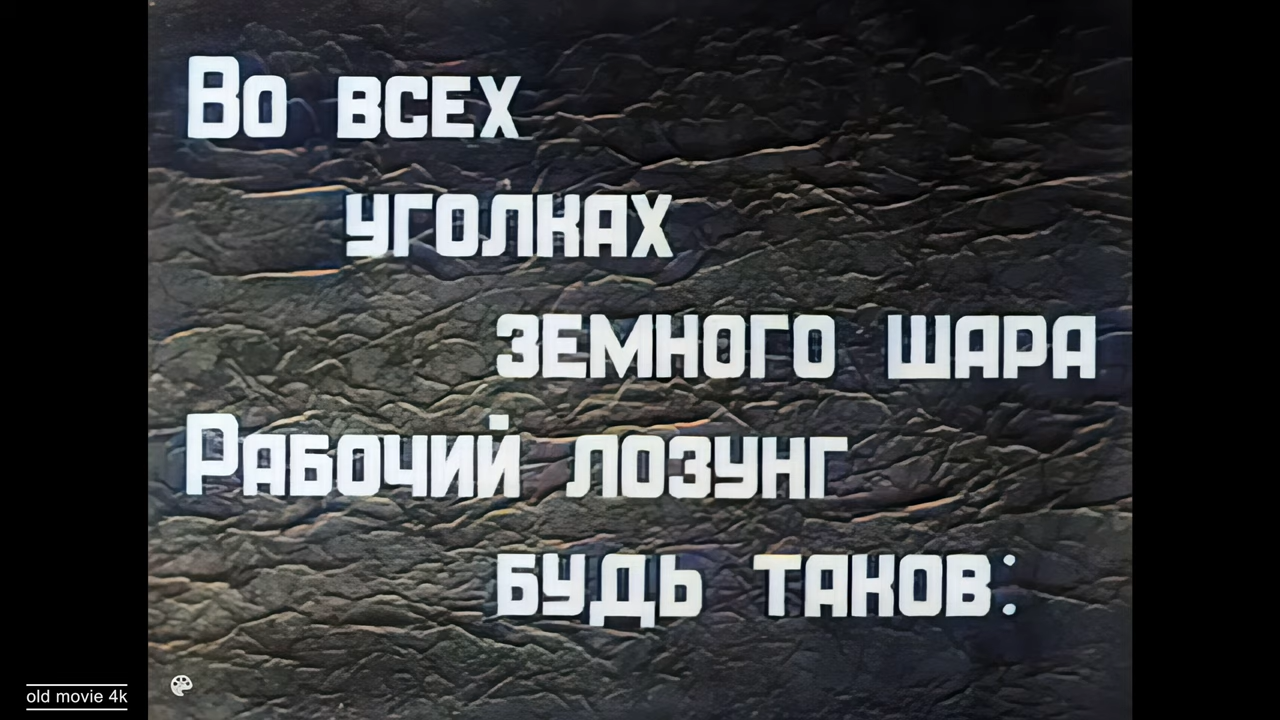 Во всех
уголках
земного шара
Рабочий лозунг
будь таков:
old movie 4k